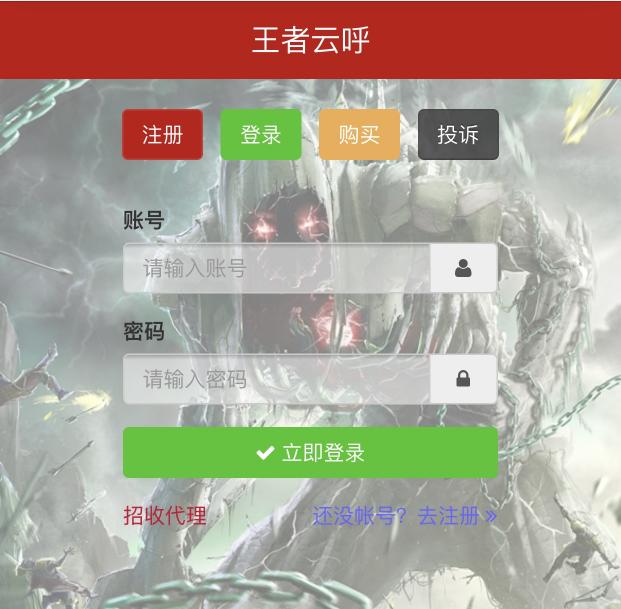 王者云呼
注册 登录 购买 投诉
账号
请输入账号
密码
请输入密码
立即登录
招收代理 还没帐号？去注册